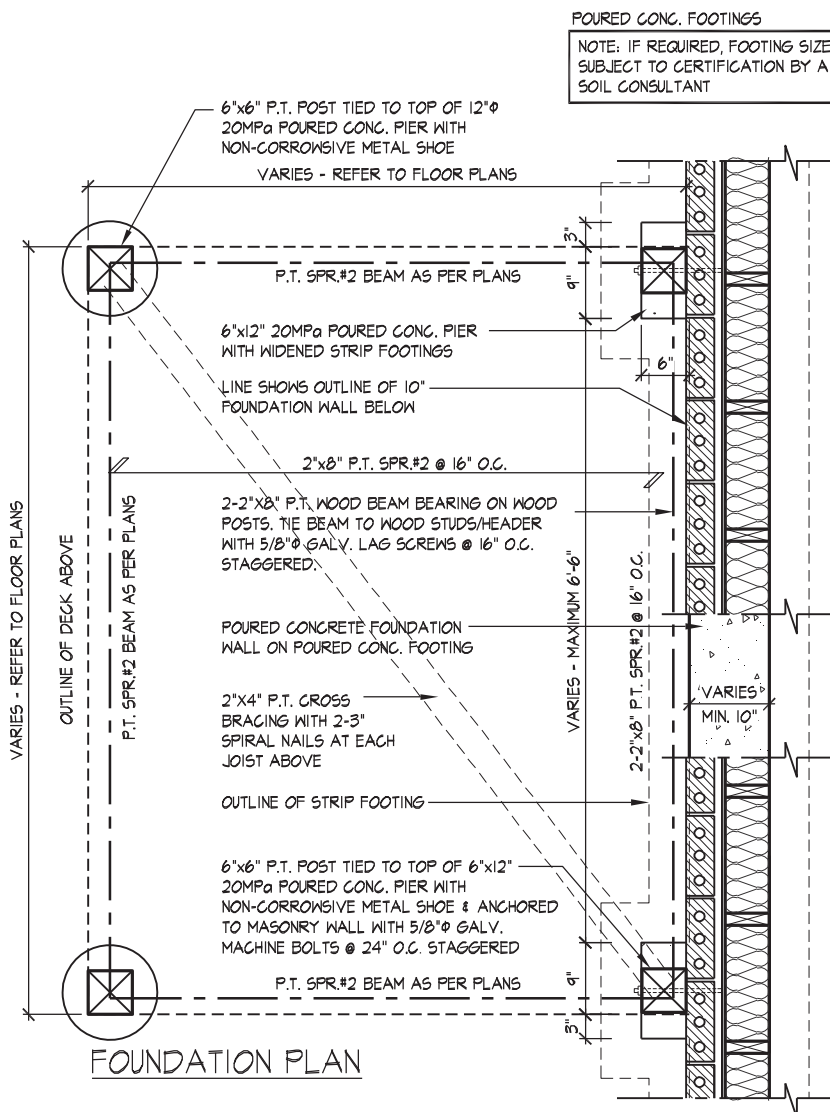 POURED CONC. FOOTINGS
NOTE: IF REQUIRED, FOOTING SIZE
SUBJECT TO CERTIFICATION BY A
SOIL CONSULTANT
6"x6" P.T. POST TIED TO TOP OF 12"Φ
20MPa POURED CONC. PIER WITH
NON-CORROWSIVE METAL SHOE
VARIES - REFER TO FLOOR PLANS
3"
9"
P.T. SPR.#2 BEAM AS PER PLANS
6"x12" 20MPa POURED CONC. PIER
WITH WIDENED STRIP FOOTINGS
6"
LINE SHOWS OUTLINE OF 10"
FOUNDATION WALL BELOW
2"x8" P.T. SPR.#2 @ 16" O.C.
2-2"X8" P.T. WOOD BEAM BEARING ON WOOD
POSTS. TIE BEAM TO WOOD STUDS/HEADER
WITH 5/8"Φ GALV. LAG SCREWS @ 16" O.C.
STAGGERED.
VARIES - REFER TO FLOOR PLANS
OUTLINE OF DECK ABOVE
P.T. SPR.#2 BEAM AS PER PLANS
VARIES - MAXIMUM 6'-6"
2-2"x8" P.T. SPR.#2 @ 16" O.C.
POURED CONCRETE FOUNDATION
WALL ON POURED CONC. FOOTING
VARIES
MIN. 10"
2"X4" P.T. CROSS
BRACING WITH 2-3"
SPIRAL NAILS AT EACH
JOIST ABOVE
OUTLINE OF STRIP FOOTING
6"x6" P.T. POST TIED TO TOP OF 6"x12"
20MPa POURED CONC. PIER WITH
NON-CORROWSIVE METAL SHOE & ANCHORED
TO MASONRY WALL WITH 5/8"Φ GALV.
MACHINE BOLTS @ 24" O.C. STAGGERED
P.T. SPR.#2 BEAM AS PER PLANS
9"
3"
FOUNDATION PLAN